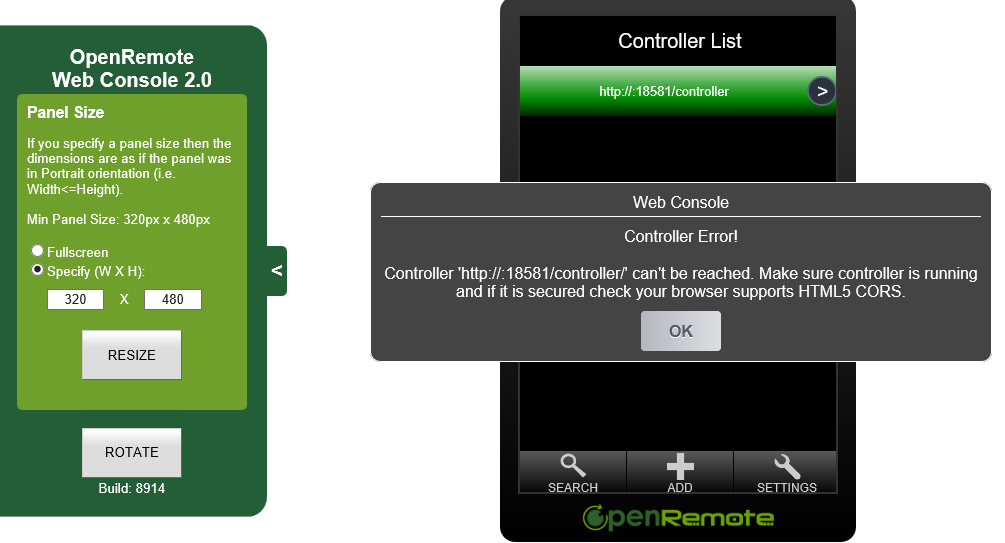 OpenRemote
Web Console 2.0
Panel Size
If you specify a panel size then the
dimensions are as if the panel was
in Portrait orientation (i.e.
Width<=Height).
Min Panel Size: 320px x 480px
Fullscreen
Specify (W X H):
320 X 480
RESIZE
ROTATE
Build: 8914
<
Controller List
http://:18581/controller
>
Web Console
Controller Error!
Controller 'http://:18581/controller/' can't be reached. Make sure controller is running
and if it is secured check your browser supports HTML5 CORS.
OK
SEARCH
ADD
SETTINGS
OpenRemote